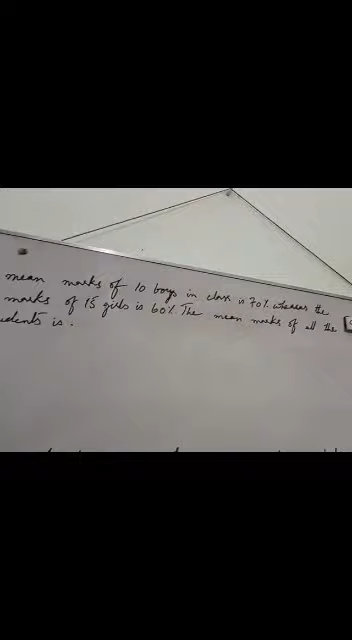 mean marks of 10 boys in class is 70% whereas the
marks of 15 girls is 60%. The mean marks of all the
udents is.